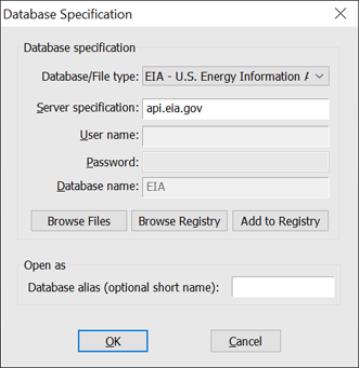 Database Specification
Database specification
Database/File type: EIA - U.S. Energy Information A
Server specification: api.eia.gov
User name:
Password:
Database name: EIA
Browse Files Browse Registry Add to Registry
Open as
Database alias (optional short name):
OK Cancel